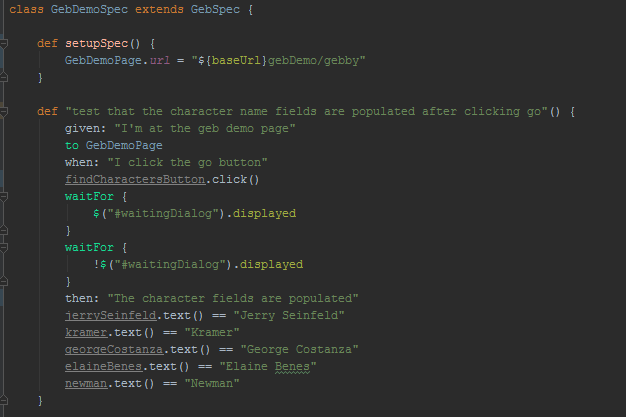 class GebDemoSpec extends GebSpec {
def setupSpec() {
GebDemoPage.url = "${baseUrl}gebDemo/gebby"
}
def "test that the character name fields are populated after clicking go"() {
given: "I'm at the geb demo page"
to GebDemoPage
when: "I click the go button"
findCharactersButton.click()
waitFor {
$("#waitingDialog").displayed
}
waitFor {
!$("#waitingDialog").displayed
}
then: "The character fields are populated"
jerrySeinfeld.text() == "Jerry Seinfeld"
kramer.text() == "Kramer"
georgeCostanza.text() == "George Costanza"
elaineBenes.text() == "Elaine Benes"
newman.text() == "Newman"
}